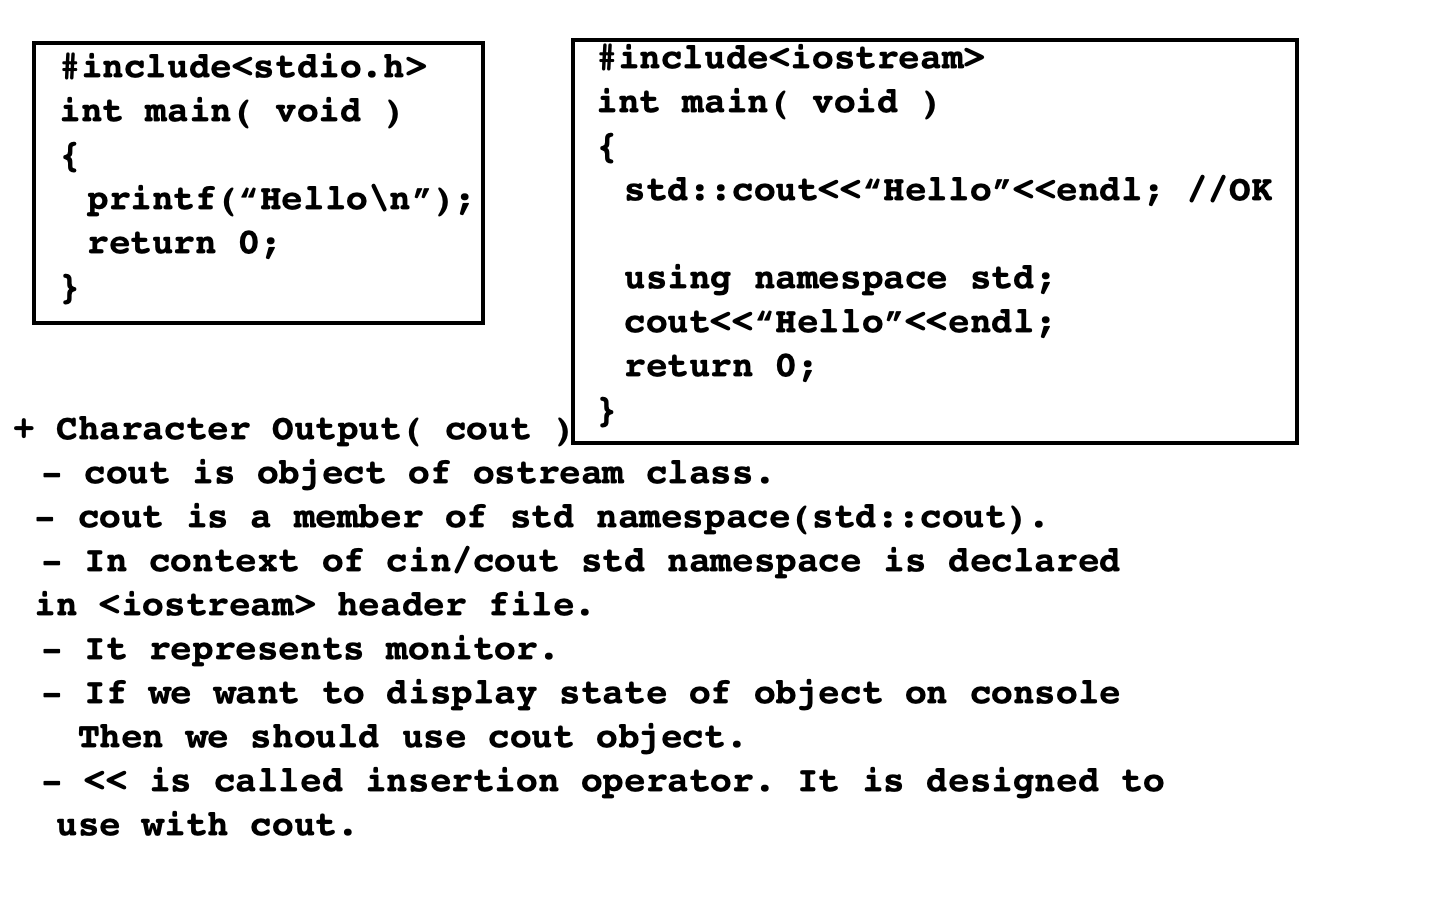 #include<stdio.h>
int main( void )
{
printf(“Hello\n”);
return 0;
}
#include<iostream>
int main( void )
{
std::cout<<“Hello”<<endl; //OK
using namespace std;
cout<<“Hello”<<endl;
return 0;
}
+ Character Output( cout )
– cout is object of ostream class.
– cout is a member of std namespace(std::cout).
– In context of cin/cout std namespace is declared
in <iostream> header file.
– It represents monitor.
– If we want to display state of object on console
Then we should use cout object.
– << is called insertion operator. It is designed to
use with cout.